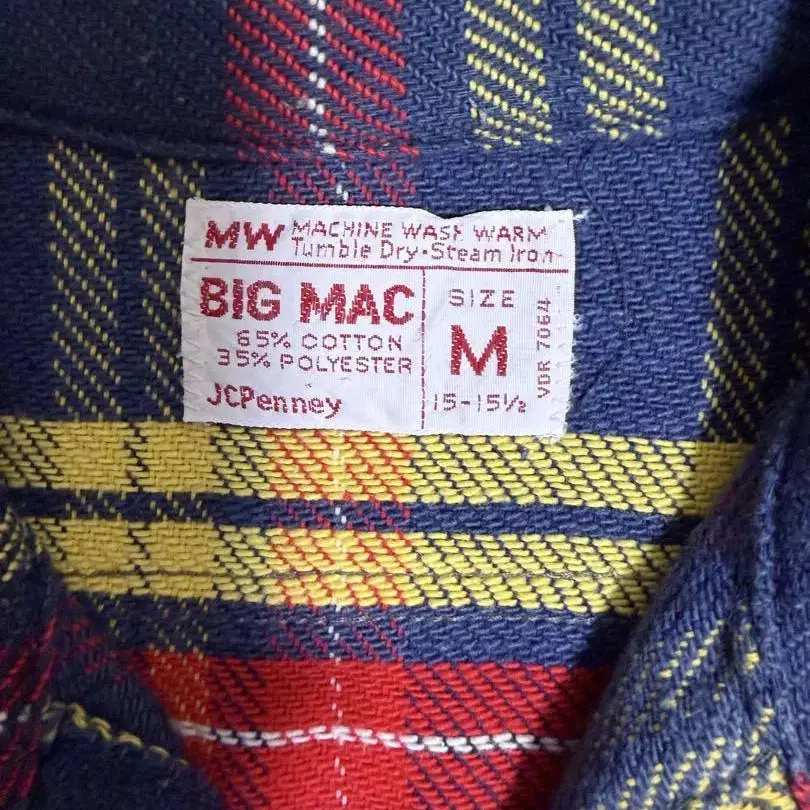 MW MACHINE WASH WARM
Tumble Dry·Steam Iron
BIG MAC
65% COTTON
35% POLYESTER
JCPenney
SIZE
M
15-15½
VDR 7064